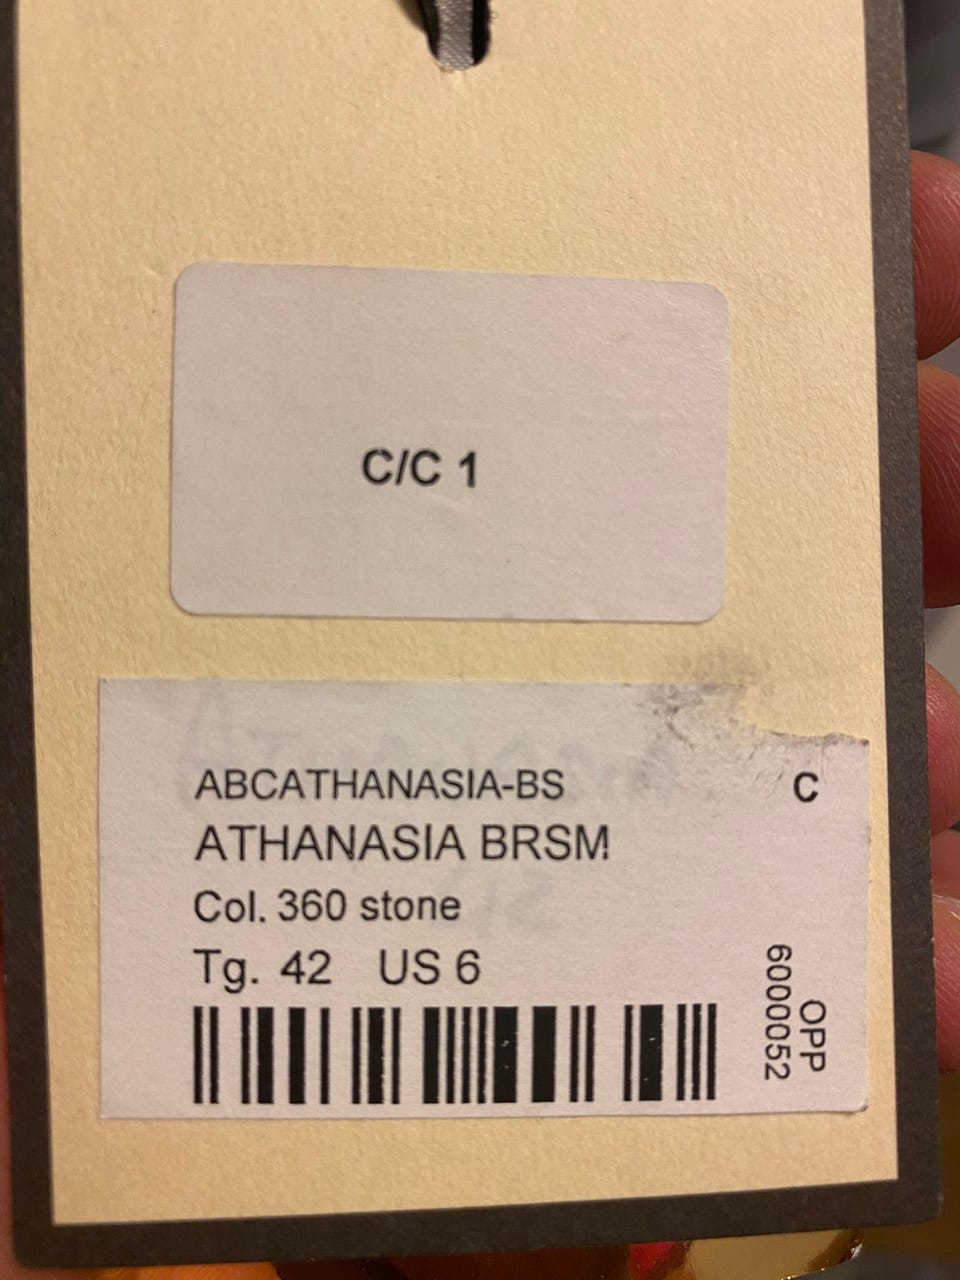 C/C 1
ABCATHANASIA-BS
C
ATHANASIA BRSM
Col. 360 stone
Tg. 42 US 6
OPP
6000052